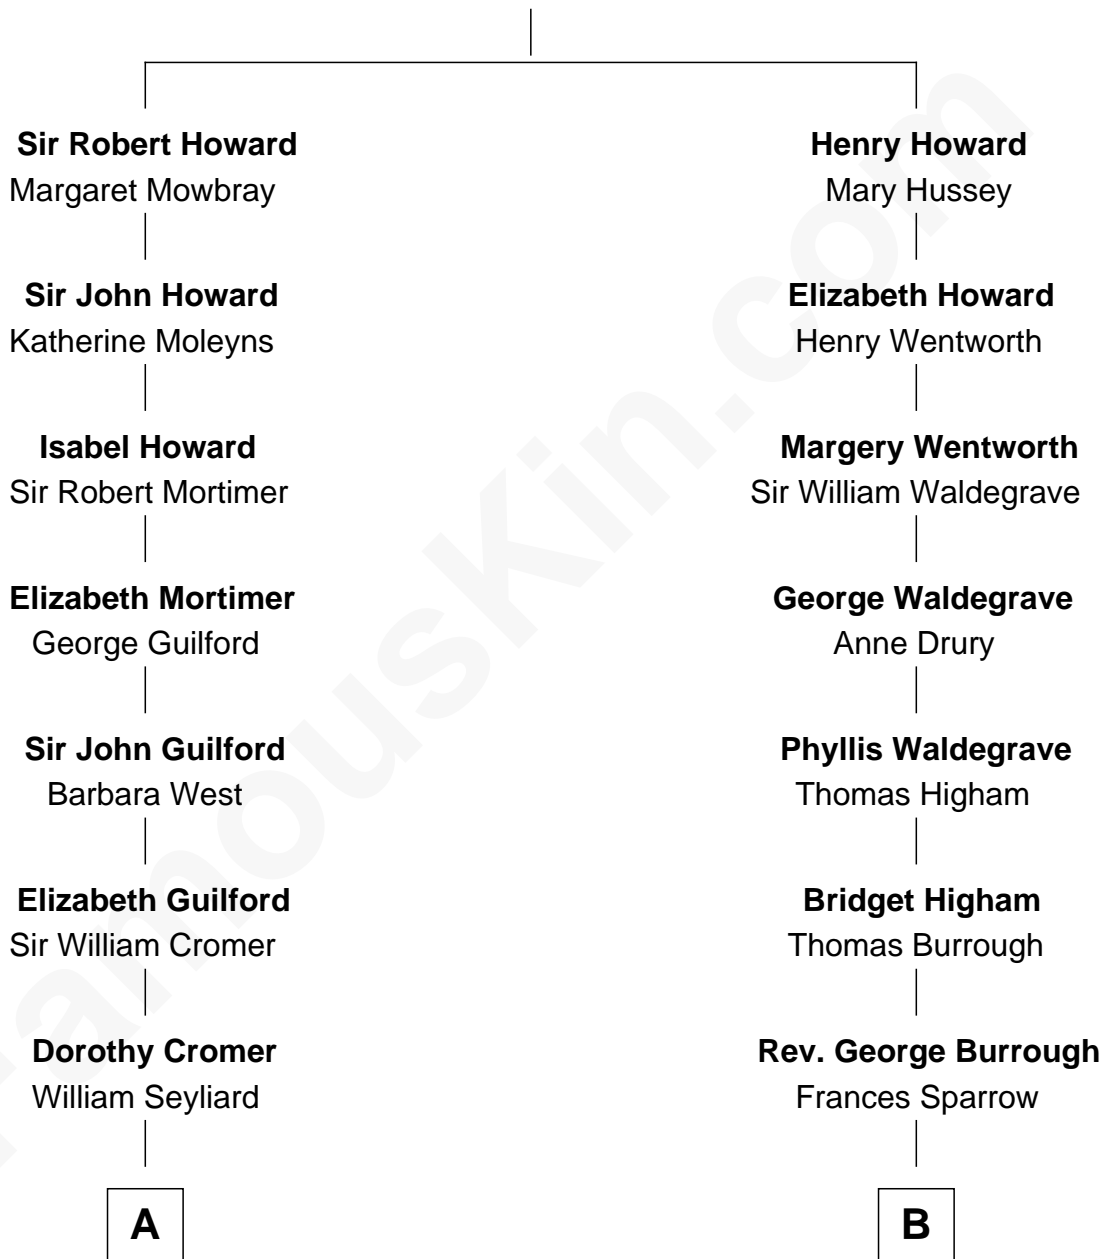 Sir Robert Howard
Margaret Mowbray
Sir John Howard
Katherine Moleyns
Isabel Howard
Sir Robert Mortimer
Elizabeth Mortimer
George Guilford
Sir John Guilford
Barbara West
Elizabeth Guilford
Sir William Cromer
Dorothy Cromer
William Seyliard
A
Henry Howard
Mary Hussey
Elizabeth Howard
Henry Wentworth
Margery Wentworth
Sir William Waldegrave
George Waldegrave
Anne Drury
Phyllis Waldegrave
Thomas Higham
Bridget Higham
Thomas Burrough
Rev. George Burrough
Frances Sparrow
B
FamousKin.com